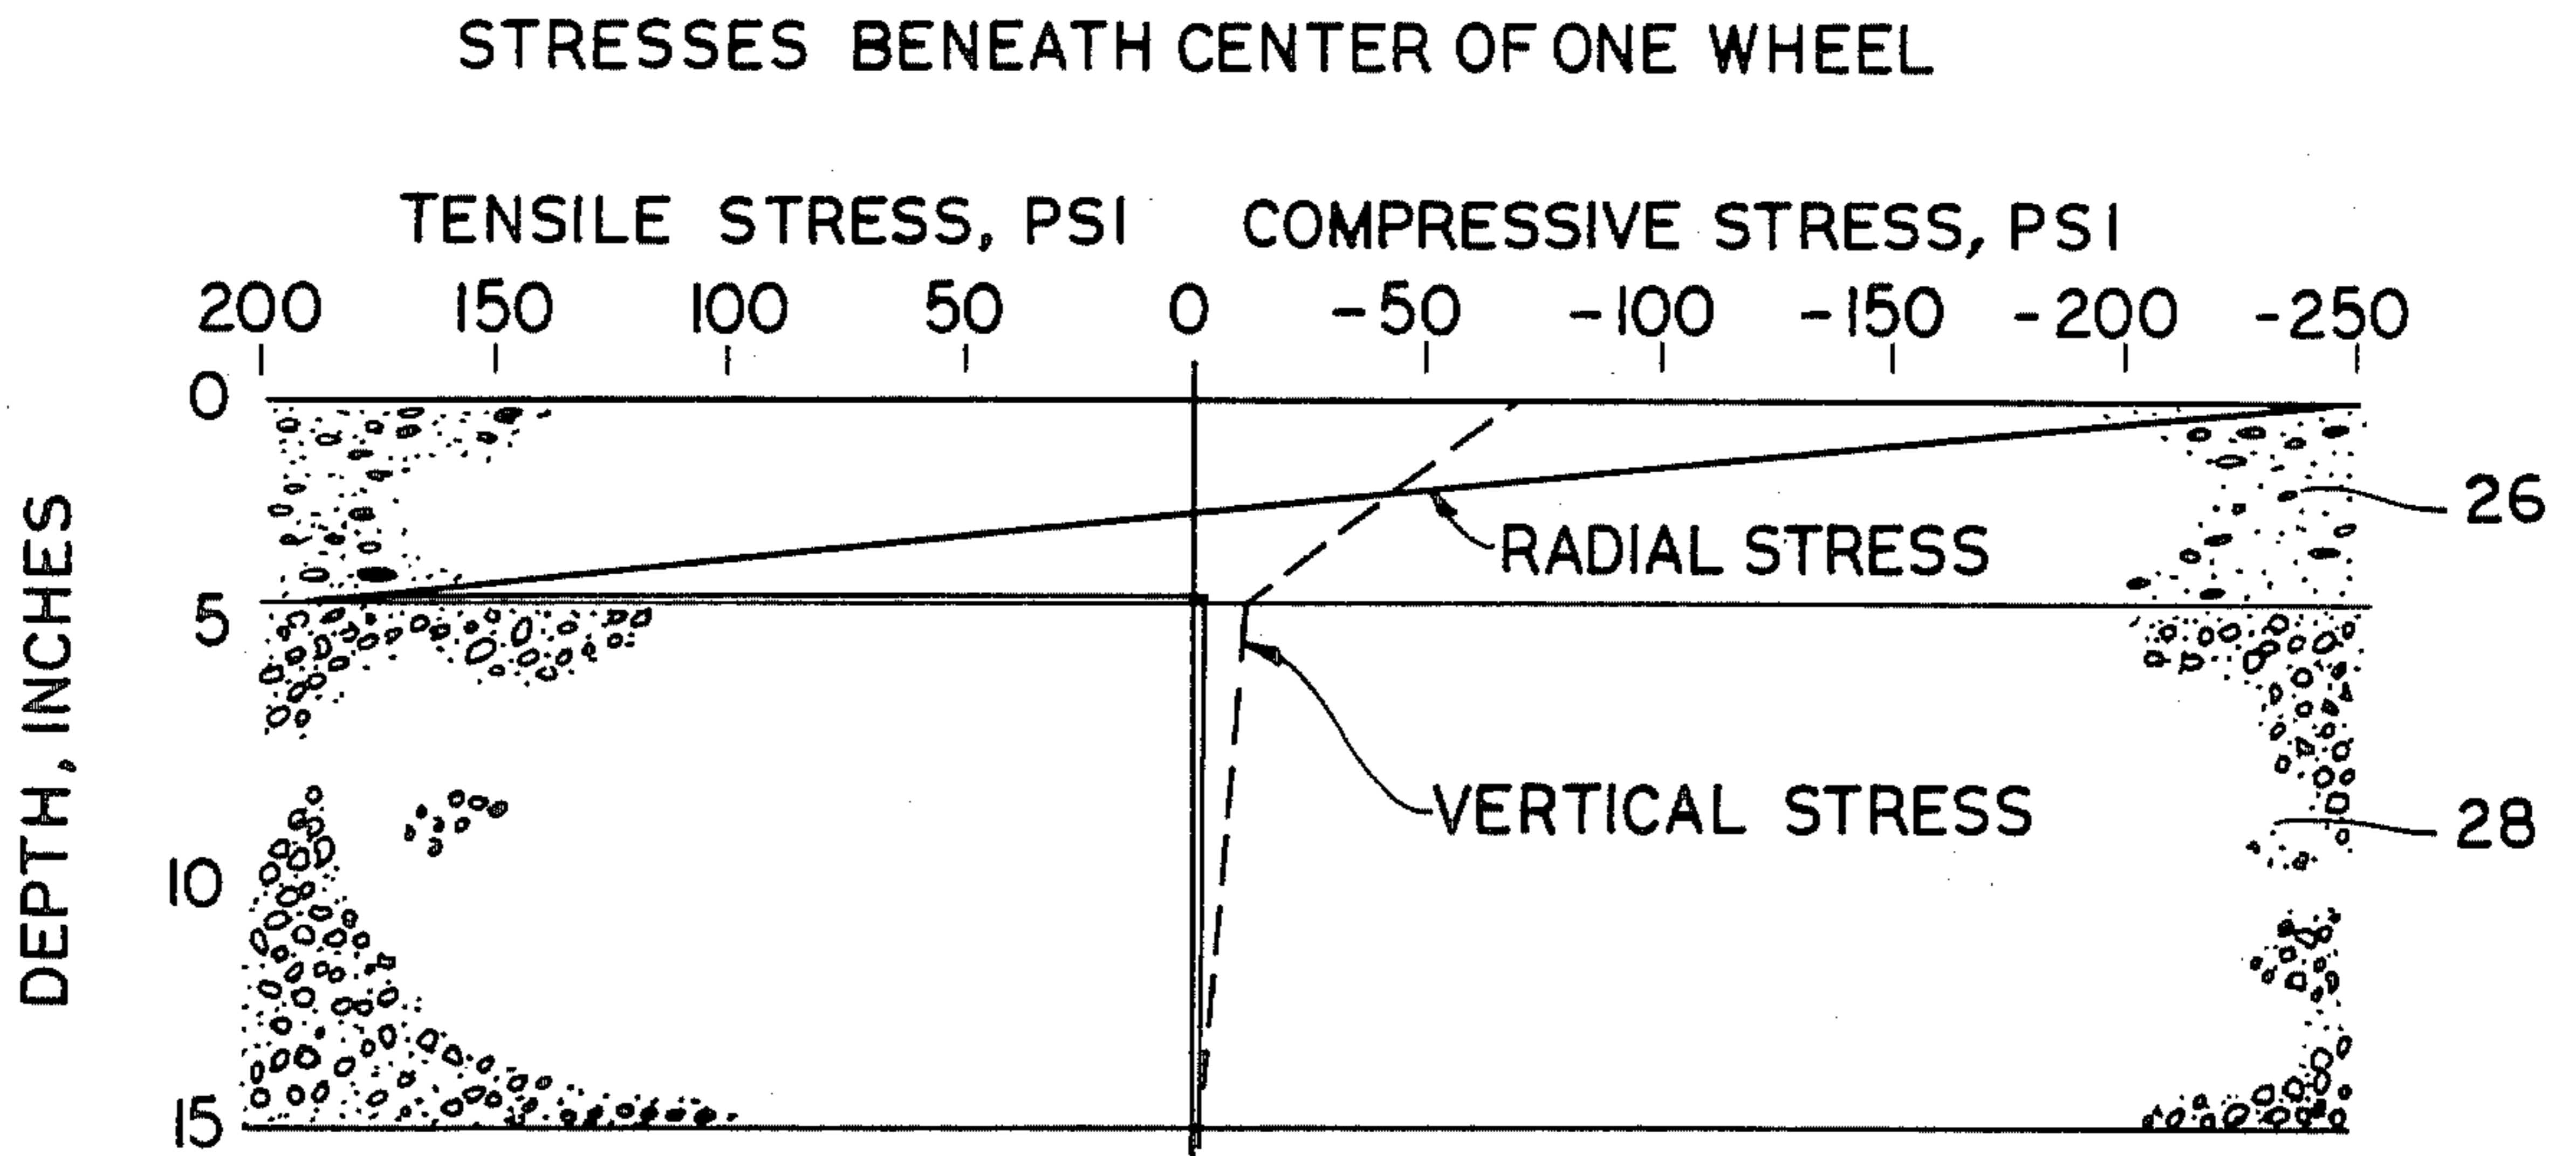 STRESSES BENEATH CENTER OF ONE WHEEL
TENSILE STRESS, PSI COMPRESSIVE STRESS, PSI
200 150 100 50 0 -50 -100 -150 -200 -250
0
26
RADIAL STRESS
5
DEPTH, INCHES
VERTICAL STRESS
28
10
15